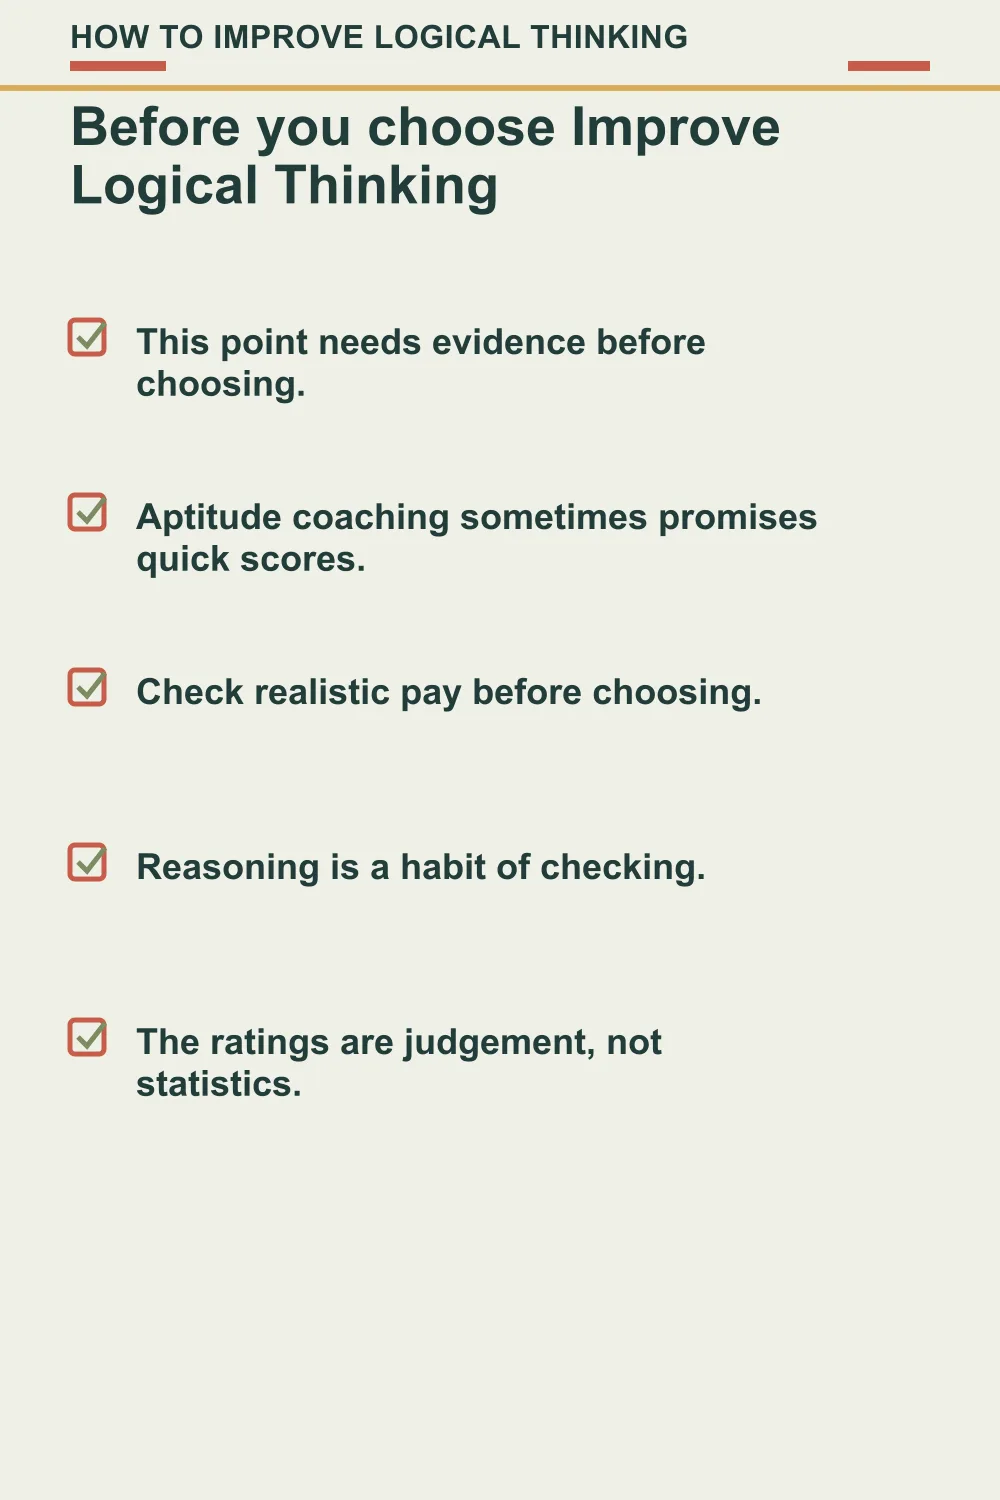 HOW TO IMPROVE LOGICAL THINKING
Before you choose Improve
Logical Thinking
This point needs evidence before
choosing.
Aptitude coaching sometimes promises
quick scores.
Check realistic pay before choosing.
Reasoning is a habit of checking.
The ratings are judgement, not
statistics.